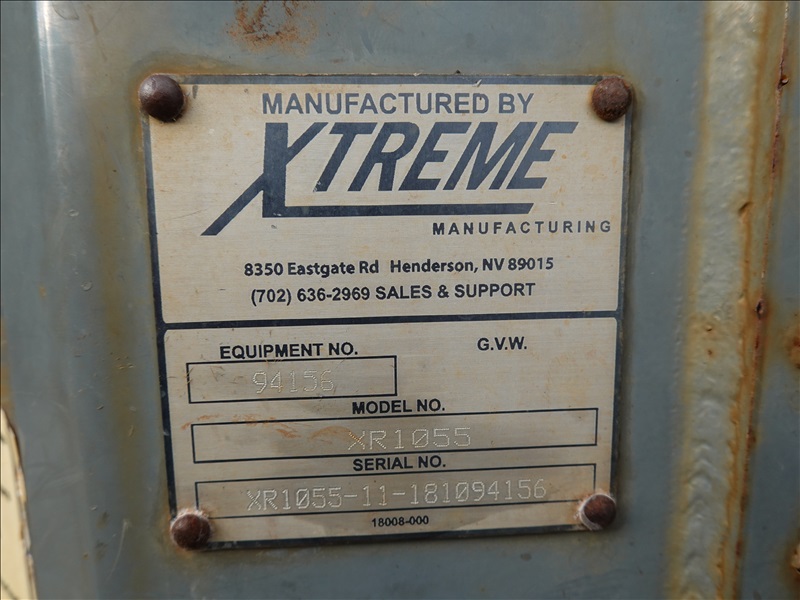 MANUFACTURED BY
XTREME
MANUFACTURING
8350 Eastgate Rd Henderson, NV 89015
(702) 636-2969 SALES & SUPPORT
EQUIPMENT NO. G.V.W.
94156
MODEL NO.
XR1055
SERIAL NO.
XR1055-11-181094156
18008-000